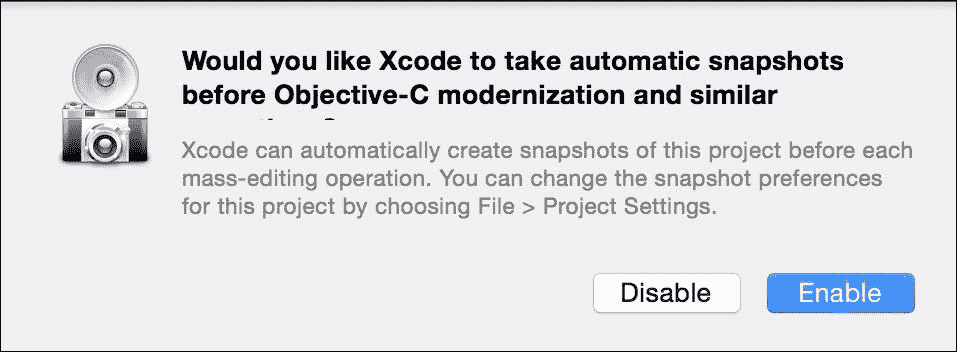 Would you like Xcode to take automatic snapshots
before Objective-C modernization and similar
Xcode can automatically create snapshots of this project before each
mass-editing operation. You can change the snapshot preferences
for this project by choosing File > Project Settings.
Disable
Enable